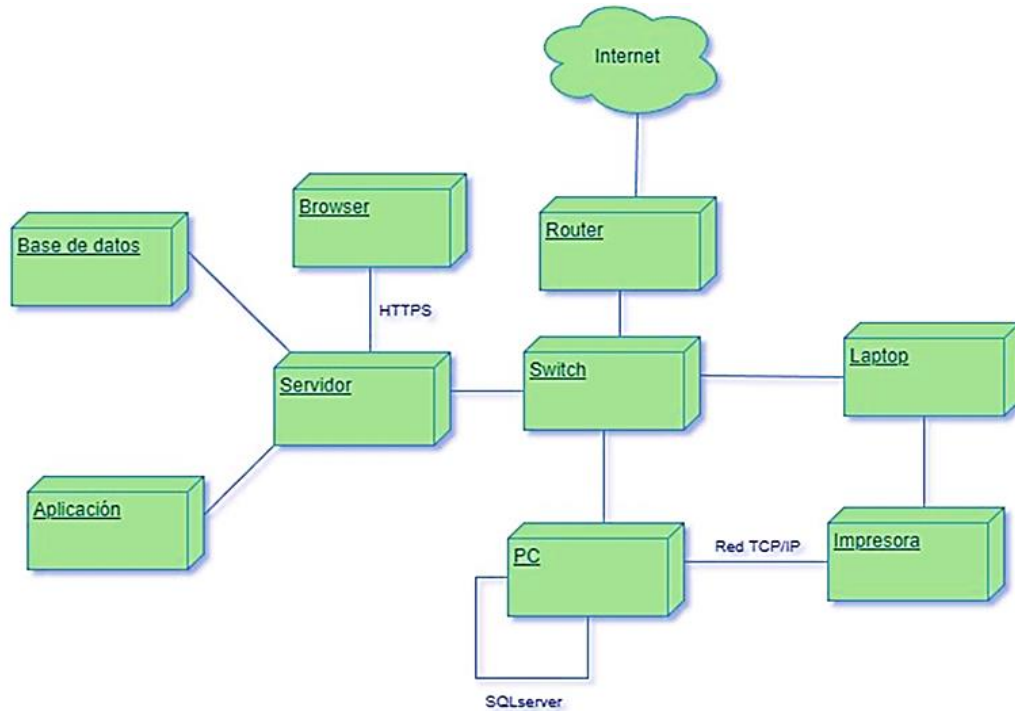 Internet
Browser
Router
Base de datos
HTTPS
Laptop
Switch
Servidor
Aplicación
Impresora
Red TCP/IP
PC
SQLserver